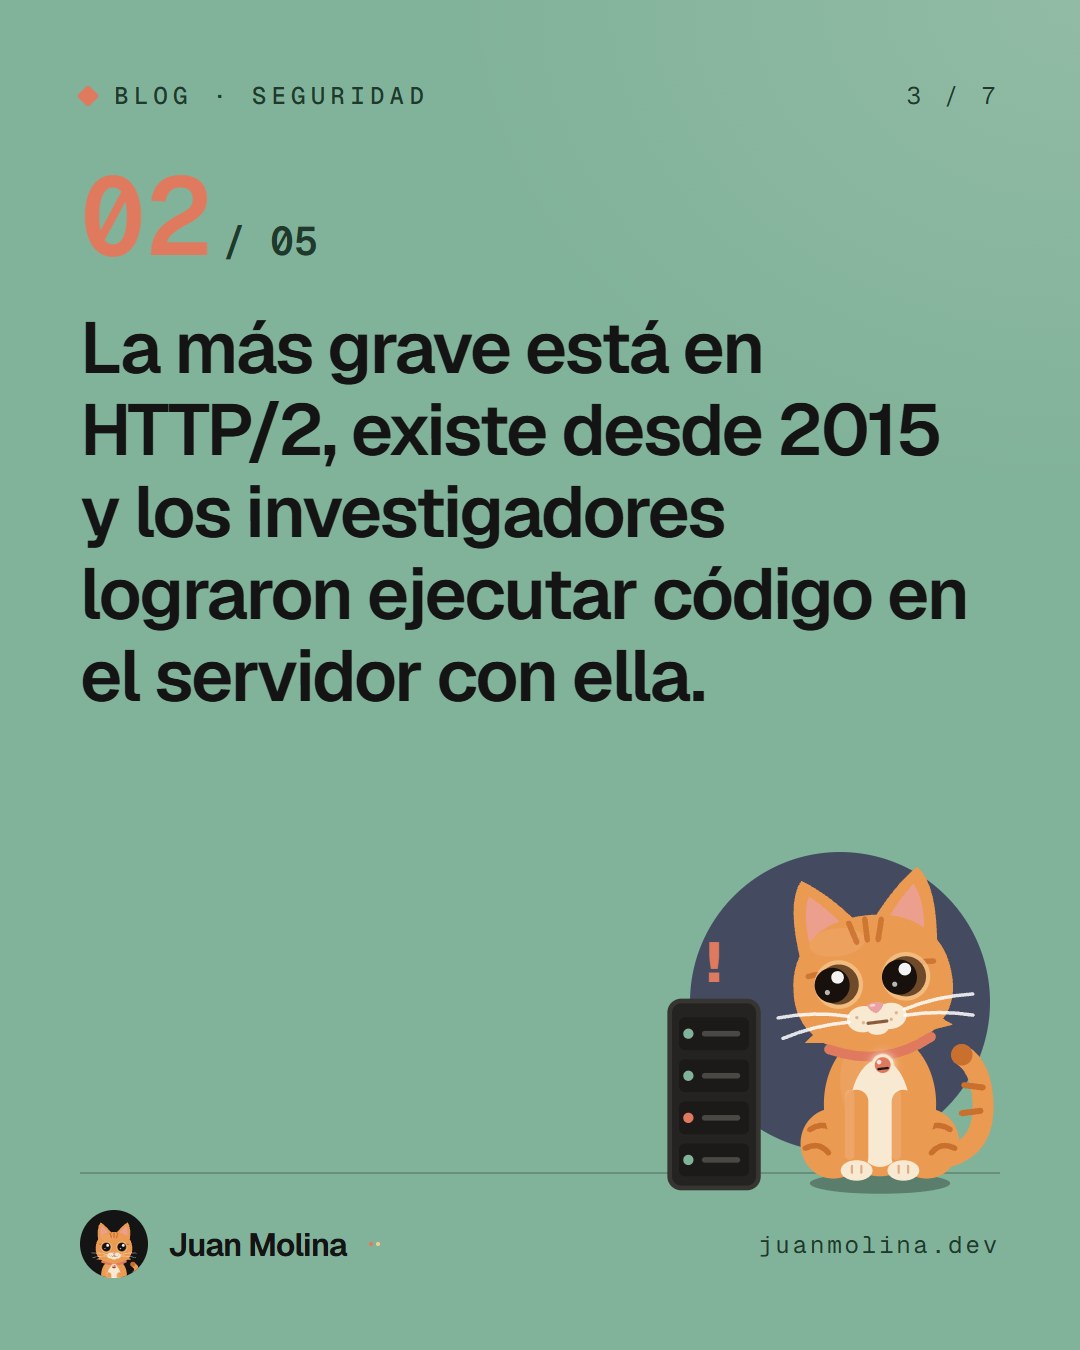 BLOG · SEGURIDAD
3 / 7
02 / 05
La más grave está en
HTTP/2, existe desde 2015
y los investigadores
lograron ejecutar código en
el servidor con ella.
!
Juan Molina
juanmolina.dev